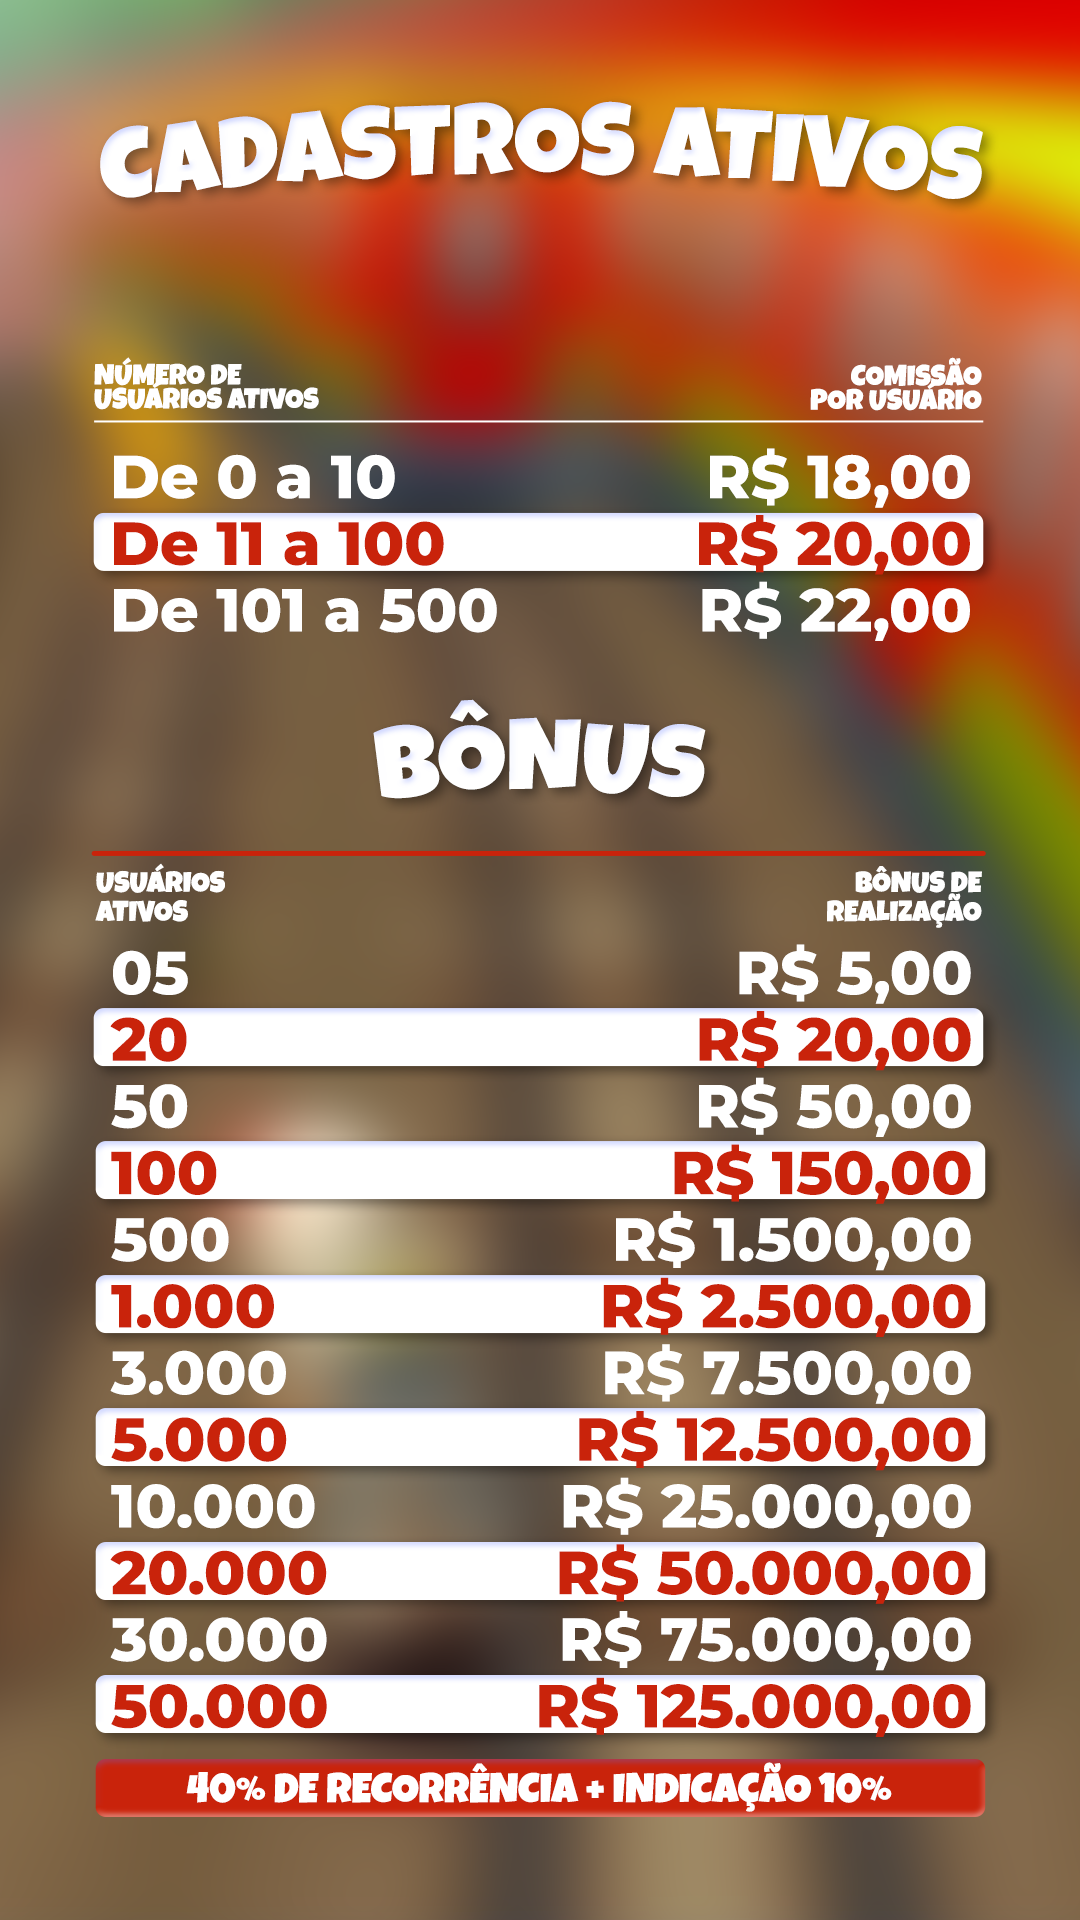 CADASTROS ATIVOS
NÚMERO DE
USUÁRIOS ATIVOS
COMISSÃO
POR USUÁRIO
De 0 a 10 R$ 18,00
De 11 a 100 R$ 20,00
De 101 a 500 R$ 22,00
BÔNUS
USUÁRIOS
ATIVOS
BÔNUS DE
REALIZAÇÃO
05 R$ 5,00
20 R$ 20,00
50 R$ 50,00
100 R$ 150,00
500 R$ 1.500,00
1.000 R$ 2.500,00
3.000 R$ 7.500,00
5.000 R$ 12.500,00
10.000 R$ 25.000,00
20.000 R$ 50.000,00
30.000 R$ 75.000,00
50.000 R$ 125.000,00
40% DE RECORRÊNCIA + INDICAÇÃO 10%